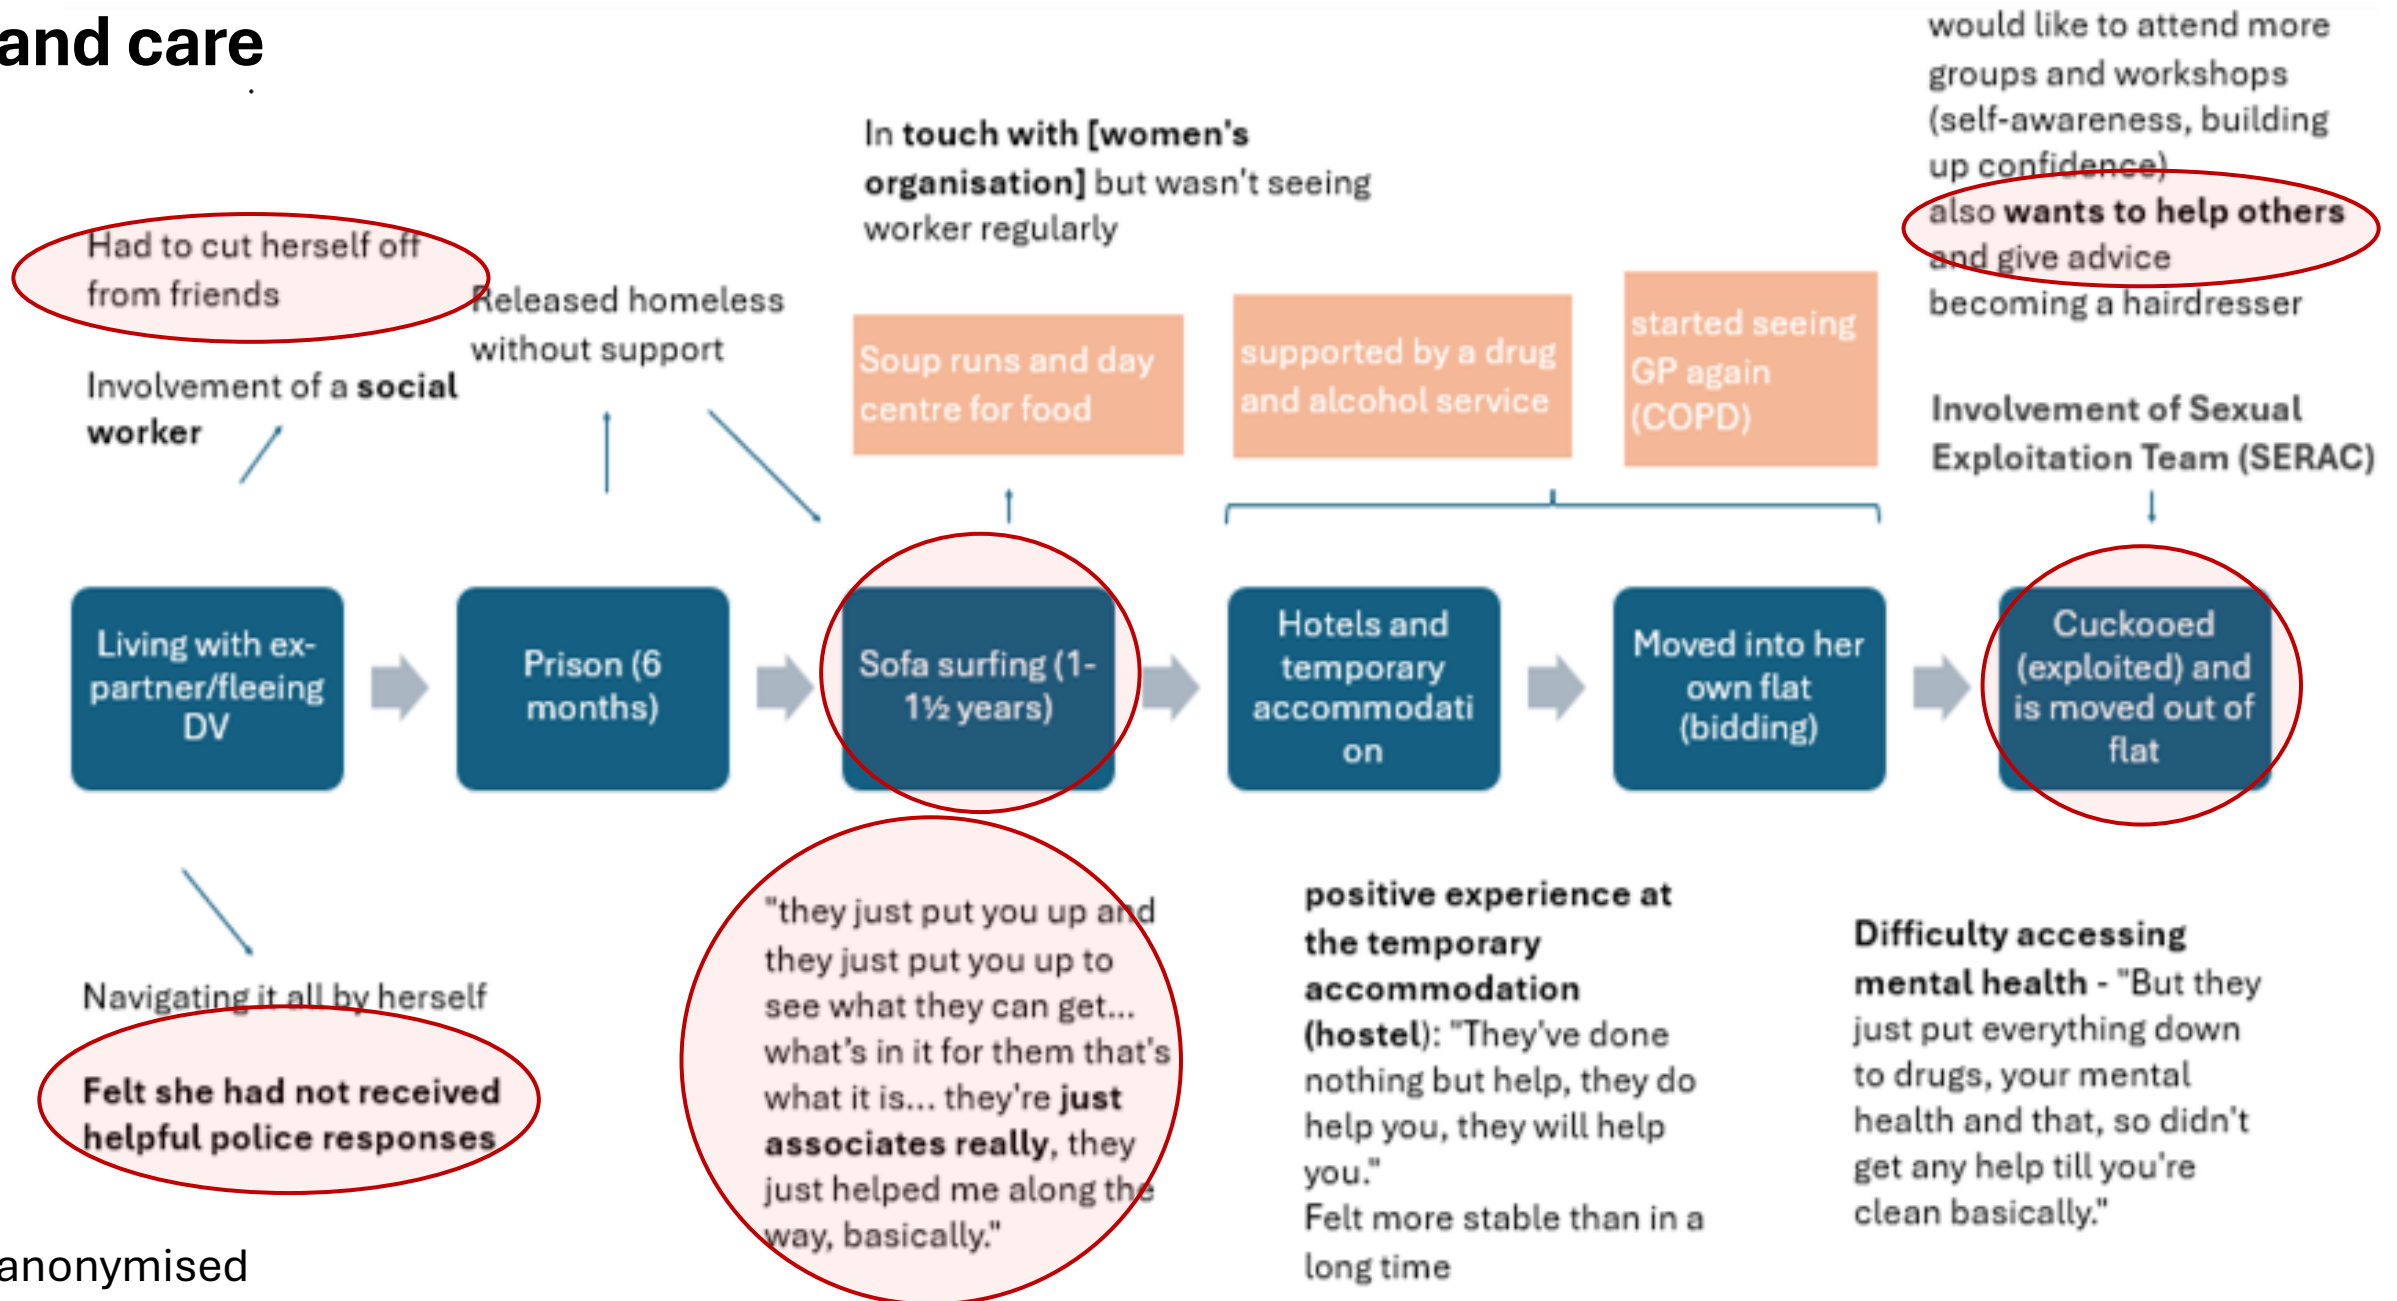 and care
would like to attend more
groups and workshops
(self-awareness, building
up confidence)
also wants to help others
and give advice
becoming a hairdresser
In touch with [women's
organisation] but wasn't seeing
worker regularly
Had to cut herself off
from friends
Released homeless
without support
Involvement of a social
worker
Soup runs and day
centre for food
supported by a drug
and alcohol service
started seeing
GP again
(COPD)
Involvement of Sexual
Exploitation Team (SERAC)
Living with ex-
partner/fleeing
DV
Prison (6
months)
Sofa surfing (1-
1½ years)
Hotels and
temporary
accommodati
on
Moved into her
own flat
(bidding)
Cuckooed
(exploited) and
is moved out of
flat
Navigating it all by herself
Felt she had not received
helpful police responses
"they just put you up and
they just put you up to
see what they can get...
what's in it for them that's
what it is... they're just
associates really, they
just helped me along the
way, basically."
positive experience at
the temporary
accommodation
(hostel): "They've done
nothing but help, they do
help you, they will help
you."
Felt more stable than in a
long time
Difficulty accessing
mental health - "But they
just put everything down
to drugs, your mental
health and that, so didn't
get any help till you're
clean basically."
anonymised